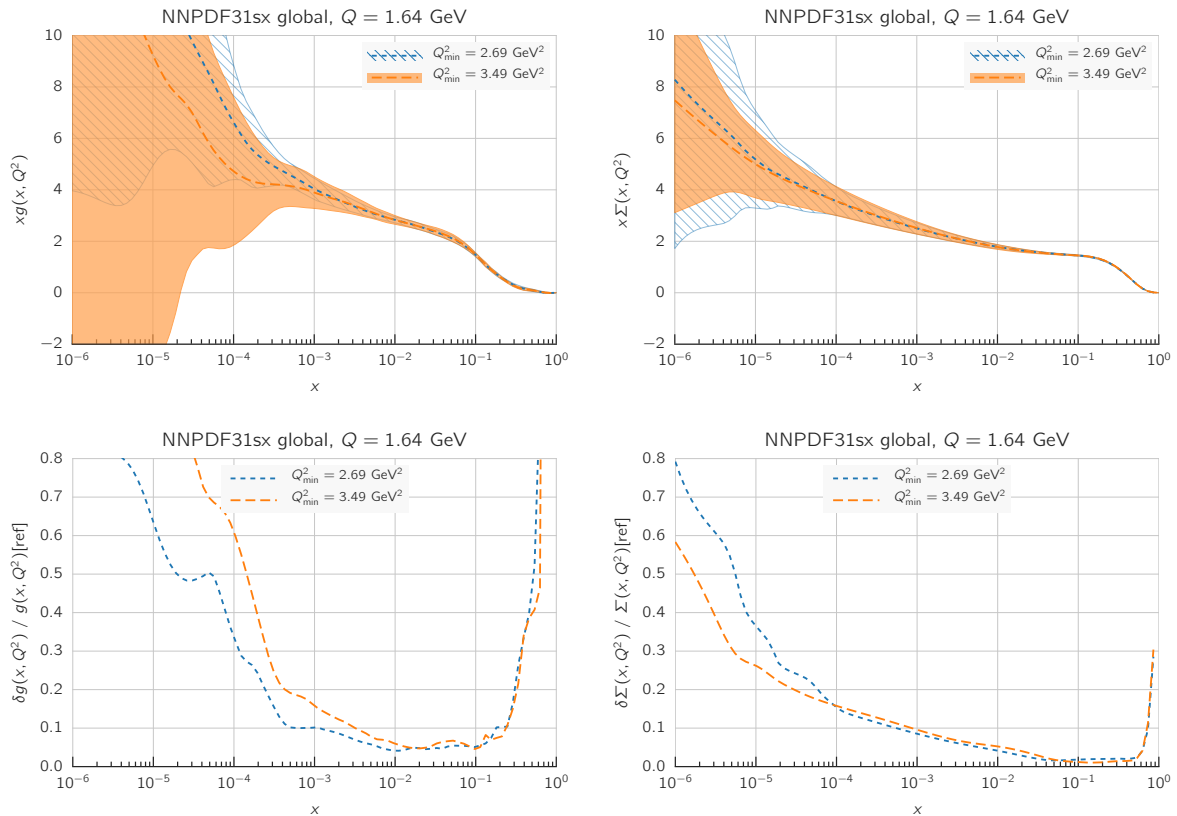 NNPDF31sx global, Q = 1.64 GeV
Q²min = 2.69 GeV²
Q²min = 3.49 GeV²
10
8
6
4
2
0
−2
xg(x, Q²)
10⁻⁶ 10⁻⁵ 10⁻⁴ 10⁻³ 10⁻² 10⁻¹ 10⁰
x
NNPDF31sx global, Q = 1.64 GeV
Q²min = 2.69 GeV²
Q²min = 3.49 GeV²
10
8
6
4
2
0
−2
xΣ(x, Q²)
10⁻⁶ 10⁻⁵ 10⁻⁴ 10⁻³ 10⁻² 10⁻¹ 10⁰
x
NNPDF31sx global, Q = 1.64 GeV
Q²min = 2.69 GeV²
Q²min = 3.49 GeV²
0.8
0.7
0.6
0.5
0.4
0.3
0.2
0.1
0.0
δg(x, Q²) / g(x, Q²)[ref]
10⁻⁶ 10⁻⁵ 10⁻⁴ 10⁻³ 10⁻² 10⁻¹ 10⁰
x
NNPDF31sx global, Q = 1.64 GeV
Q²min = 2.69 GeV²
Q²min = 3.49 GeV²
0.8
0.7
0.6
0.5
0.4
0.3
0.2
0.1
0.0
δΣ(x, Q²) / Σ(x, Q²)[ref]
10⁻⁶ 10⁻⁵ 10⁻⁴ 10⁻³ 10⁻² 10⁻¹ 10⁰
x